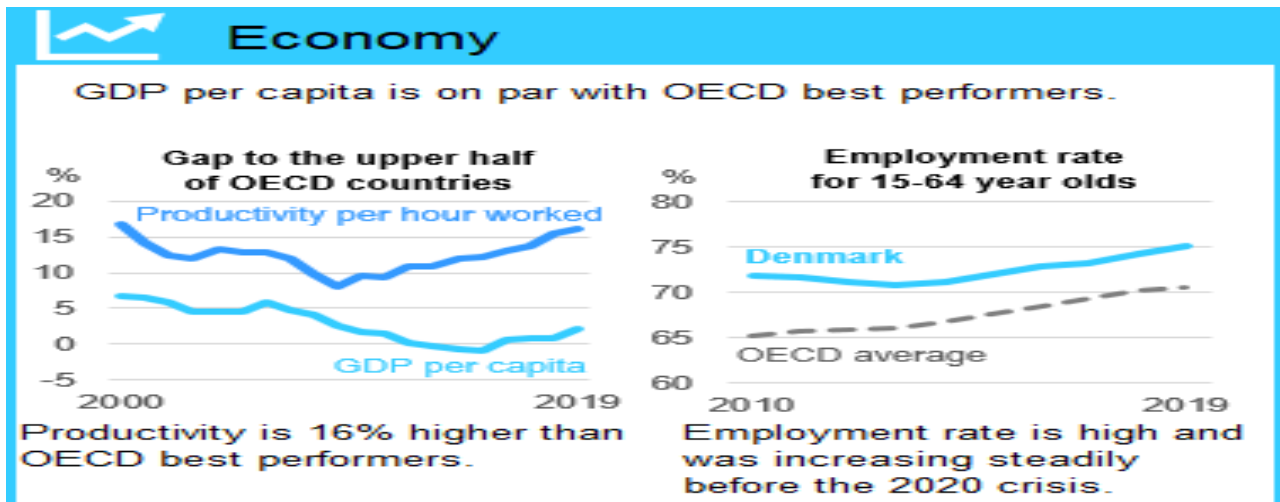 Economy
GDP per capita is on par with OECD best performers.
Gap to the upper half
of OECD countries
%
20
15
10
5
0
-5
Productivity per hour worked
GDP per capita
2000
2019
Productivity is 16% higher than
OECD best performers.
Employment rate
for 15-64 year olds
%
80
75
70
65
60
Denmark
OECD average
2010
2019
Employment rate is high and
was increasing steadily
before the 2020 crisis.